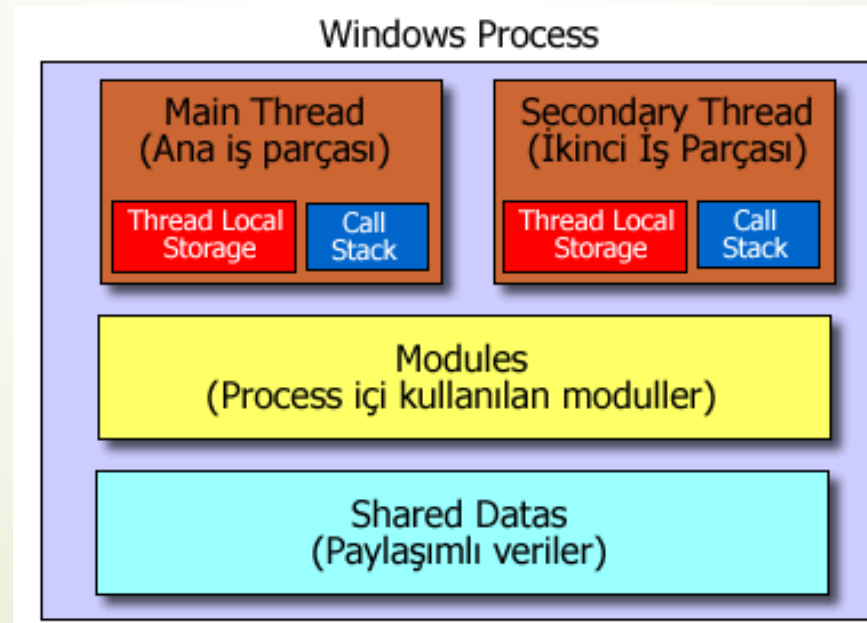 Windows Process
Main Thread
(Ana iş parçası)
Thread Local
Storage
Call
Stack
Secondary Thread
(İkinci İş Parçası)
Thread Local
Storage
Call
Stack
Modules
(Process içi kullanılan moduller)
Shared Datas
(Paylaşımlı veriler)